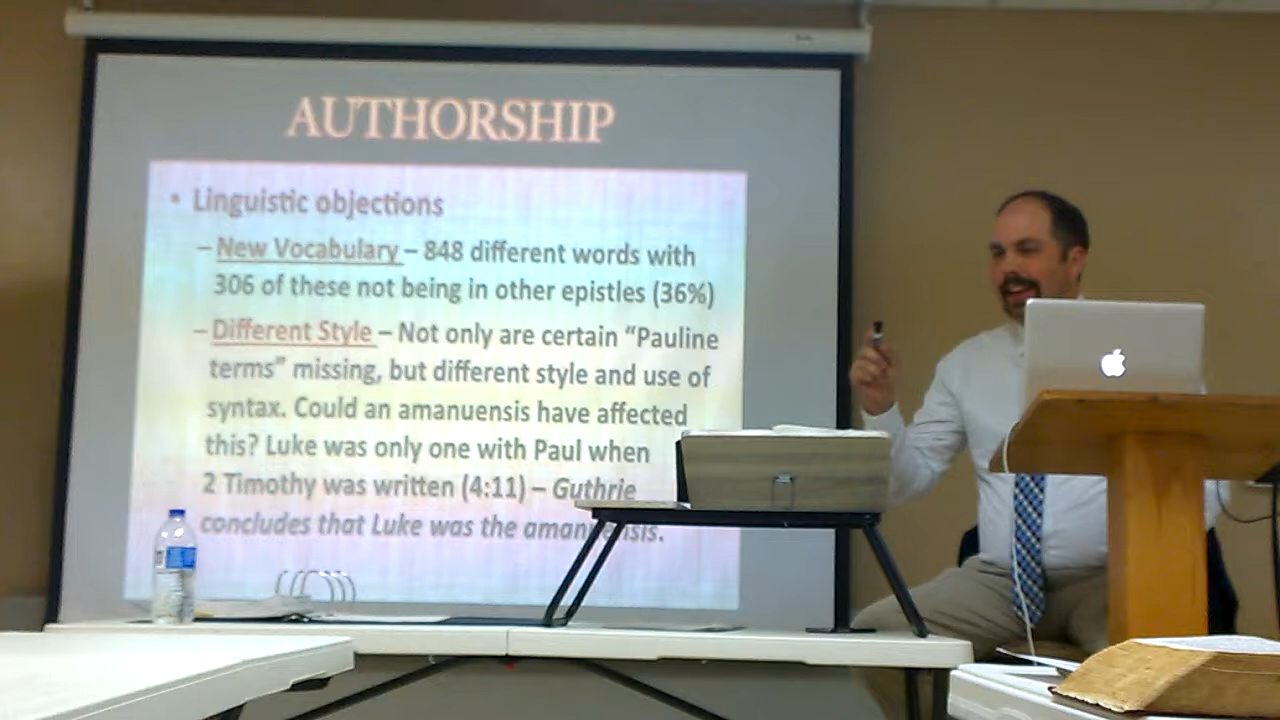 AUTHORSHIP
• Linguistic objections
– New Vocabulary – 848 different words with
306 of these not being in other epistles (36%)
– Different Style – Not only are certain “Pauline
terms” missing, but different style and use of
syntax. Could an amanuensis have affected
this? Luke was only one with Paul when
2 Timothy was written (4:11) – Guthrie
concludes that Luke was the amanuensis.